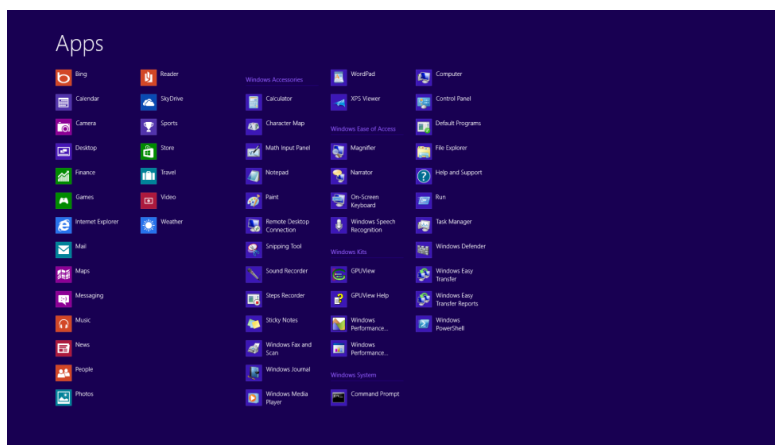 Apps
Bing
Calendar
Camera
Desktop
Finance
Games
Internet Explorer
Mail
Maps
Messaging
Music
News
People
Photos
Reader
SkyDrive
Sports
Store
Travel
Video
Weather
Windows Accessories
Calculator
Character Map
Math Input Panel
Notepad
Paint
Remote Desktop
Connection
Snipping Tool
Sound Recorder
Steps Recorder
Sticky Notes
Windows Fax and
Scan
Windows Journal
Windows Media
Player
WordPad
XPS Viewer
Windows Ease of Access
Magnifier
Narrator
On-Screen
Keyboard
Windows Speech
Recognition
Windows Kits
GPUView
GPUView Help
Windows
Performance...
Windows
Performance...
Windows System
Command Prompt
Computer
Control Panel
Default Programs
File Explorer
Help and Support
Run
Task Manager
Windows Defender
Windows Easy
Transfer
Windows Easy
Transfer Reports
Windows
PowerShell